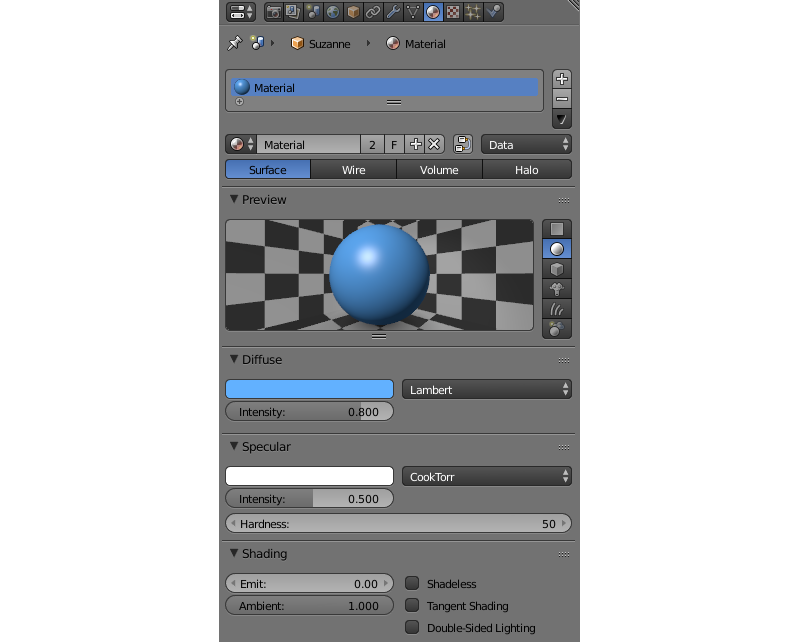 Suzanne Material
Material
Material 2 F Data
Surface Wire Volume Halo
Preview
Diffuse
Lambert
Intensity: 0.800
Specular
CookTorr
Intensity: 0.500
Hardness: 50
Shading
Emit: 0.00 Shadeless
Ambient: 1.000 Tangent Shading
Double-Sided Lighting